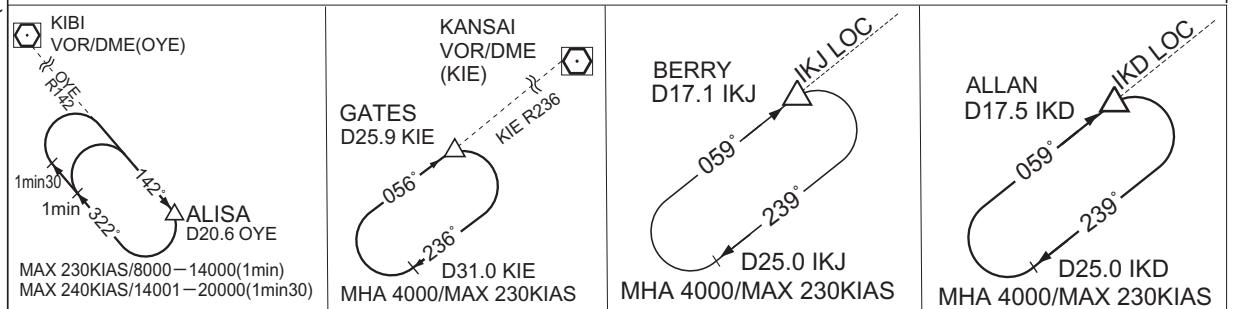 KIBI
VOR/DME(OYE)
OYE
R142
1min30
1min
142°
322°
ALISA
D20.6 OYE
MAX 230KIAS/8000－14000(1min)
MAX 240KIAS/14001－20000(1min30)
KANSAI
VOR/DME
(KIE)
GATES
D25.9 KIE
KIE R236
056°
236°
D31.0 KIE
MHA 4000/MAX 230KIAS
BERRY
D17.1 IKJ
IKJ LOC
059°
239°
D25.0 IKJ
MHA 4000/MAX 230KIAS
ALLAN
D17.5 IKD
IKD LOC
059°
239°
D25.0 IKD
MHA 4000/MAX 230KIAS